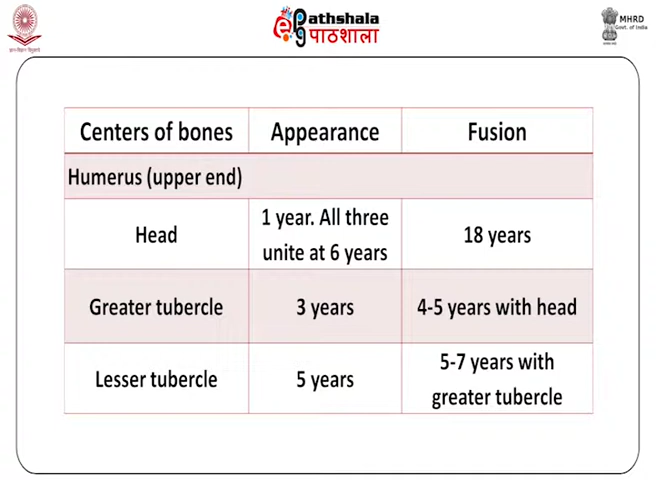 ePathshala
पाठशाला
MHRD
Govt. of India
Centers of bones Appearance Fusion
Humerus (upper end)
Head 1 year. All three unite at 6 years 18 years
Greater tubercle 3 years 4-5 years with head
Lesser tubercle 5 years 5-7 years with greater tubercle